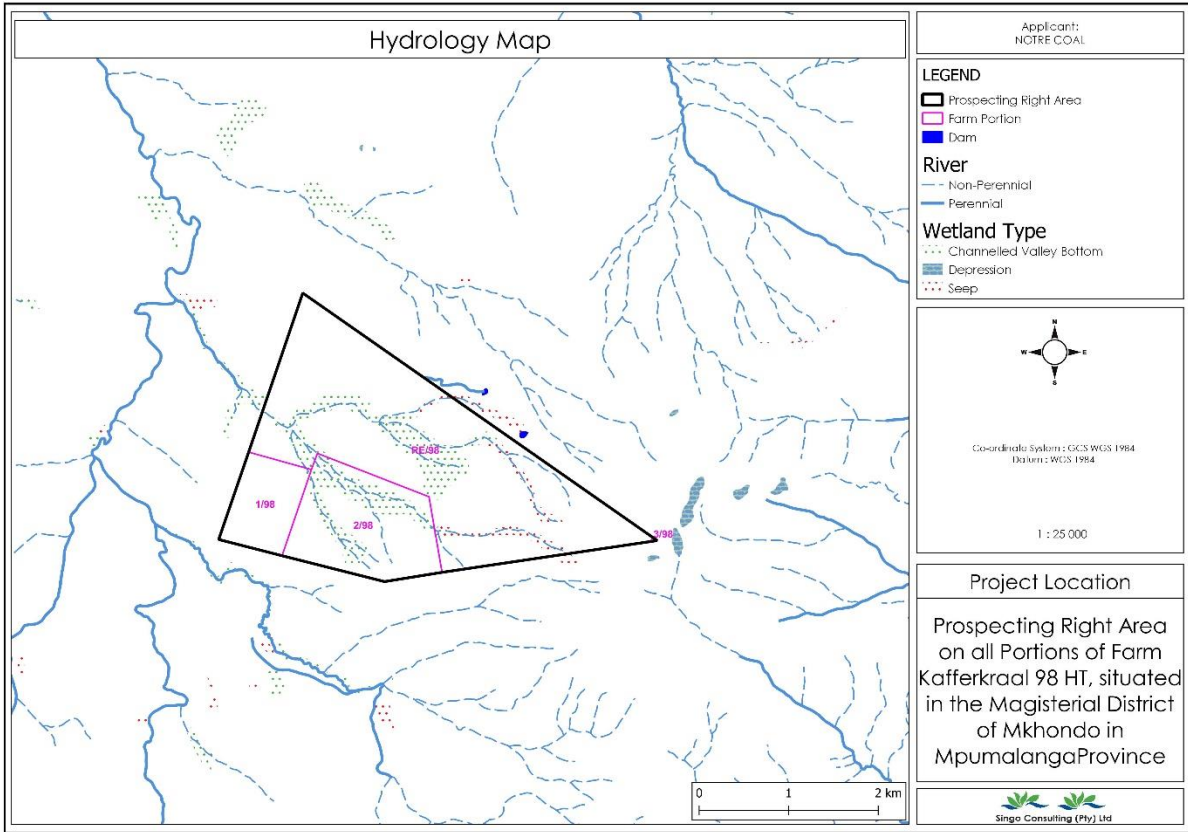 Hydrology Map
RE/98
1/98
2/98
3/98
0 1 2 km
Applicant:
NOTRE COAL
LEGEND
Prospecting Right Area
Farm Portion
Dam
River
Non-Perennial
Perennial
Wetland Type
Channelled Valley Bottom
Depression
Seep
N
W E
S
Co-ordinate System : GCS WGS 1984
Datum : WGS 1984
1 : 25 000
Project Location
Prospecting Right Area
on all Portions of Farm
Kafferkraal 98 HT, situated
in the Magisterial District
of Mkhondo in
MpumalangaProvince
Singo Consulting (Pty) Ltd